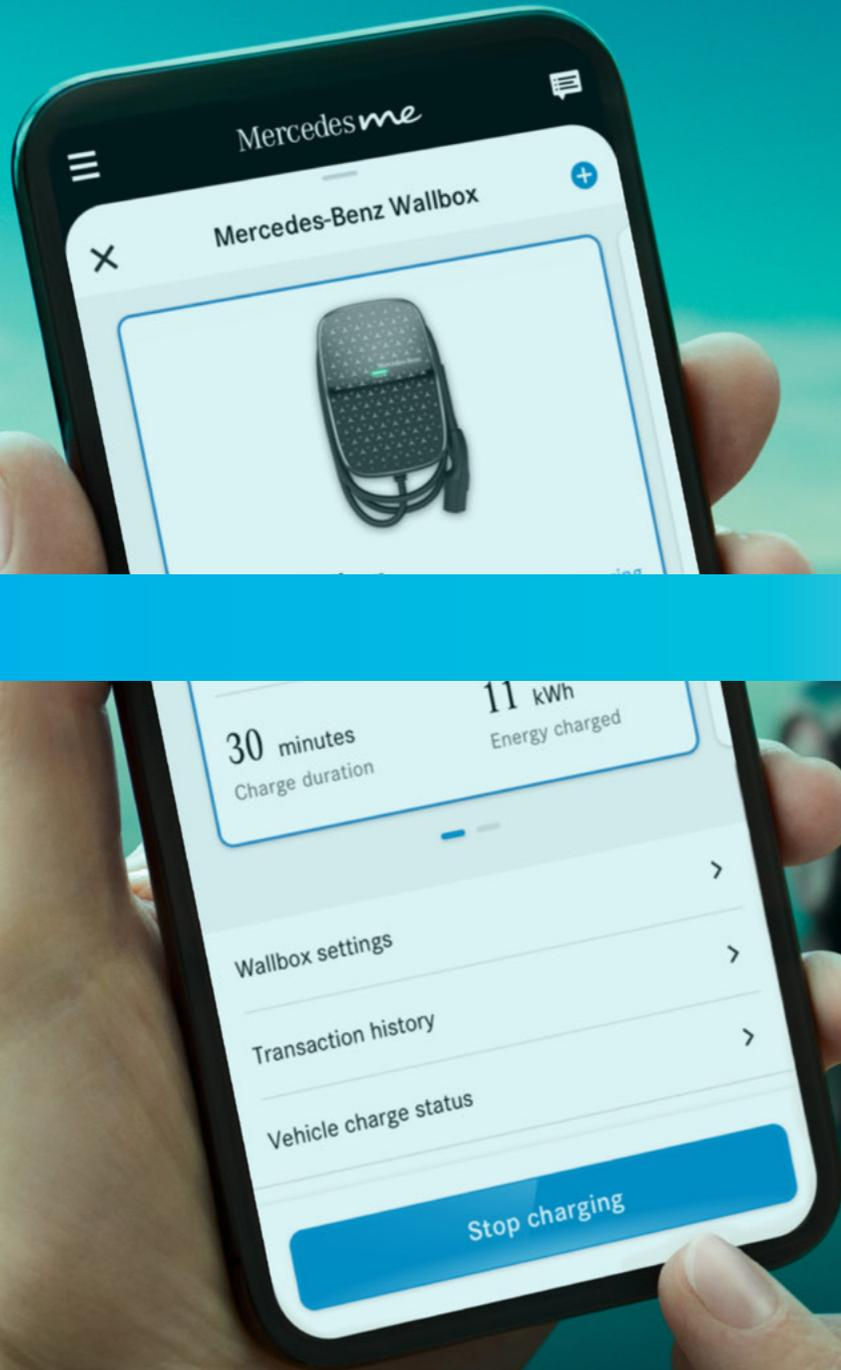 Mercedes me
Mercedes-Benz Wallbox
30 minutes
11 kWh
Charge duration
Energy charged
Wallbox settings
Transaction history
Vehicle charge status
Stop charging